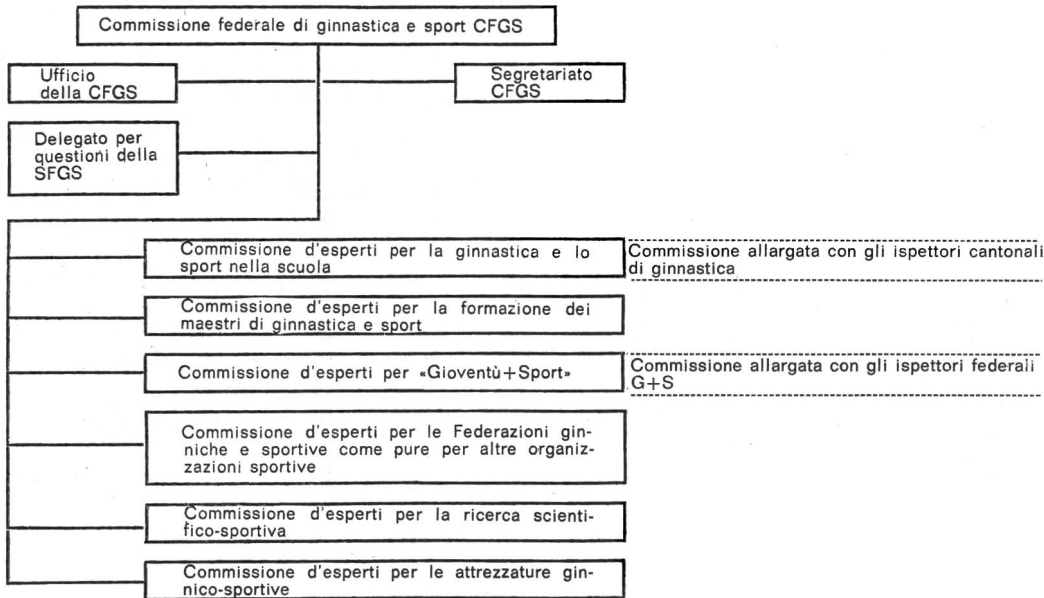 Commissione federale di ginnastica e sport CFGS
Ufficio
della CFGS
Segretariato
CFGS
Delegato per
questioni della
SFGS
Commissione d'esperti per la ginnastica e lo
sport nella scuola
Commissione allargata con gli ispettori cantonali
di ginnastica
Commissione d'esperti per la formazione dei
maestri di ginnastica e sport
Commissione d'esperti per «Gioventù+Sport»
Commissione allargata con gli ispettori federali
G+S
Commissione d'esperti per le Federazioni gin-
niche e sportive come pure per altre organiz-
zazioni sportive
Commissione d'esperti per la ricerca scienti-
fico-sportiva
Commissione d'esperti per le attrezzature gin-
nico-sportive